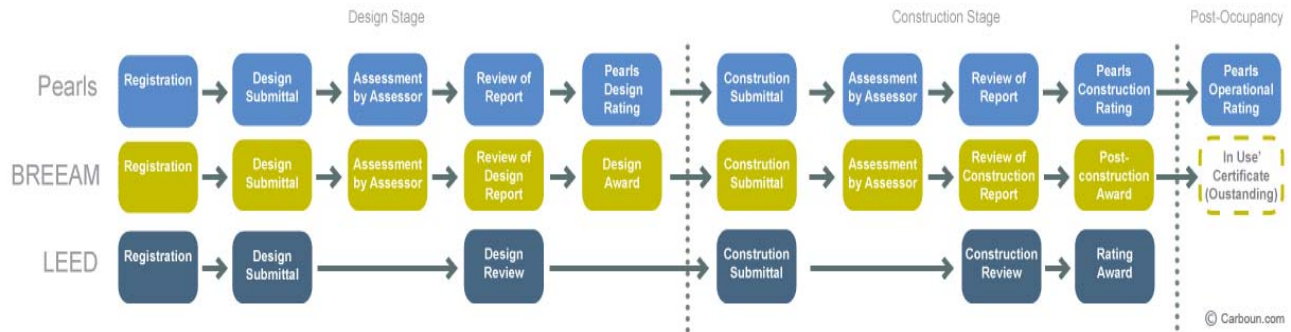 Design Stage
Construction Stage
Post-Occupancy
Pearls
Registration
Design
Submittal
Assessment
by Assessor
Review of
Report
Pearls
Design
Rating
Constrution
Submittal
Assessment
by Assessor
Review of
Report
Pearls
Construction
Rating
Pearls
Operational
Rating
BREEAM
Registration
Design
Submittal
Assessment
by Assessor
Review of
Design
Report
Design
Award
Constrution
Submittal
Assessment
by Assessor
Review of
Construction
Report
Post-
construction
Award
In Use'
Certificate
(Oustanding)
LEED
Registration
Design
Submittal
Design
Review
Constrution
Submittal
Construction
Review
Rating
Award
© Carboun.com